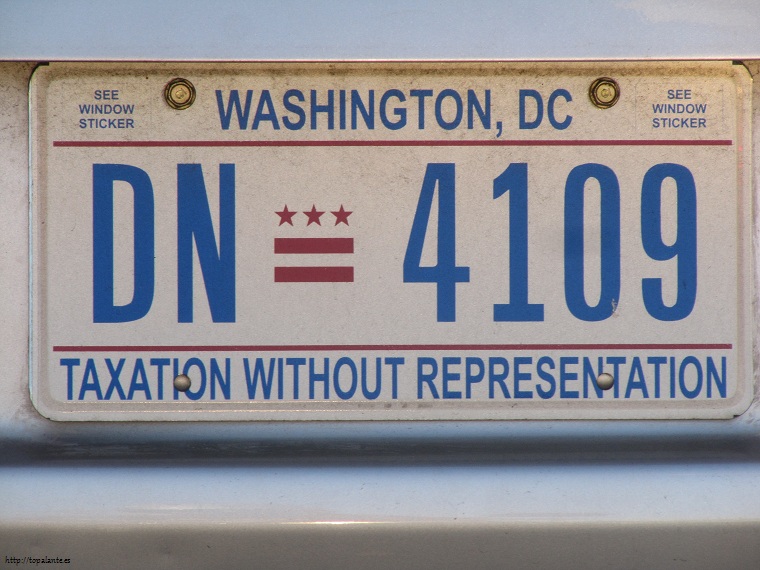 SEE
WINDOW
STICKER
WASHINGTON, DC
SEE
WINDOW
STICKER
DN 4109
TAXATION WITHOUT REPRESENTATION
http://topalante.es